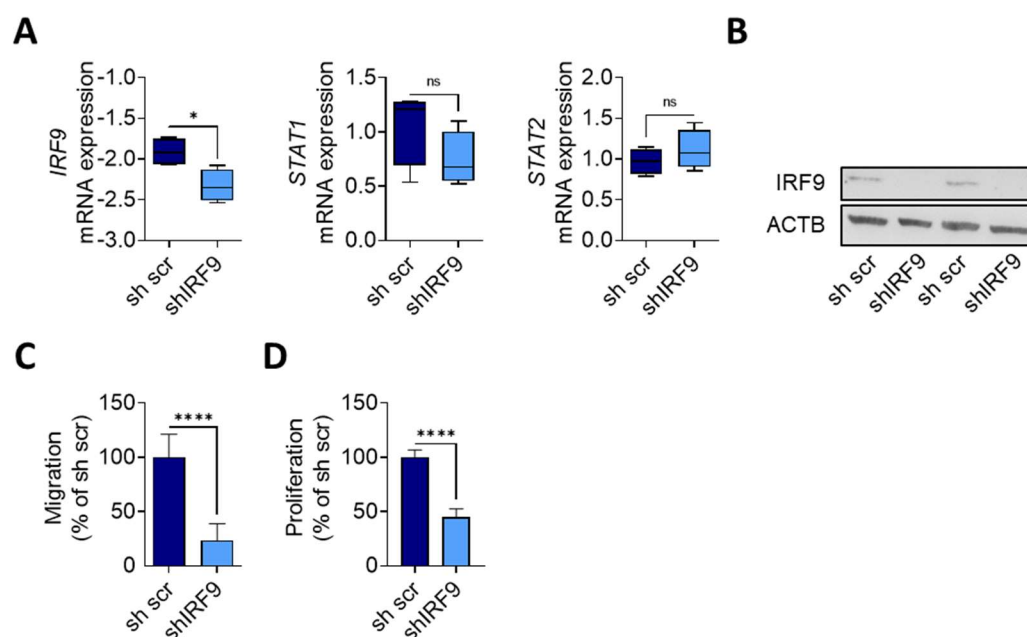 A
IRF9
mRNA expression
-1.0
-1.5
-2.0
-2.5
-3.0
*
sh scr
shIRF9
STAT1
mRNA expression
1.5
1.0
0.5
0.0
ns
sh scr
shIRF9
STAT2
mRNA expression
2.0
1.5
1.0
0.5
0.0
ns
sh scr
shIRF9
B
IRF9
ACTB
sh scr
shIRF9
sh scr
shIRF9
C
Migration
(% of sh scr)
150
100
50
0
****
sh scr
shIRF9
D
Proliferation
(% of sh scr)
150
100
50
0
****
sh scr
shIRF9